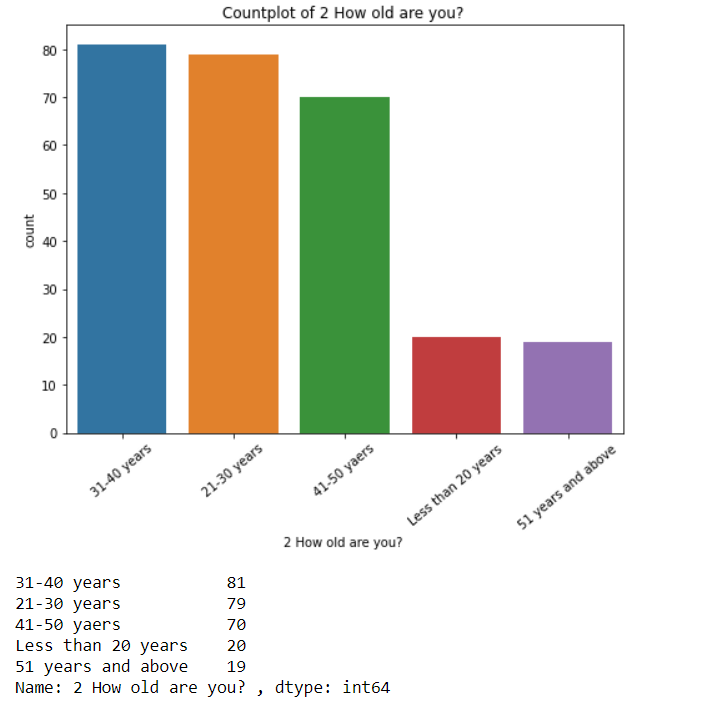 Countplot of 2 How old are you?
80
70
60
50
40
30
20
10
0
count
31-40 years
21-30 years
41-50 yaers
Less than 20 years
51 years and above
2 How old are you?
31-40 years 81
21-30 years 79
41-50 yaers 70
Less than 20 years 20
51 years and above 19
Name: 2 How old are you? , dtype: int64